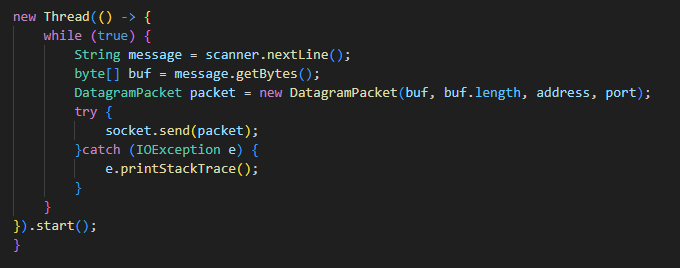 new Thread(() -> {
    while (true) {
        String message = scanner.nextLine();
        byte[] buf = message.getBytes();
        DatagramPacket packet = new DatagramPacket(buf, buf.length, address, port);
        try {
            socket.send(packet);
        }catch (IOException e) {
            e.printStackTrace();
        }
    }
}).start();
}